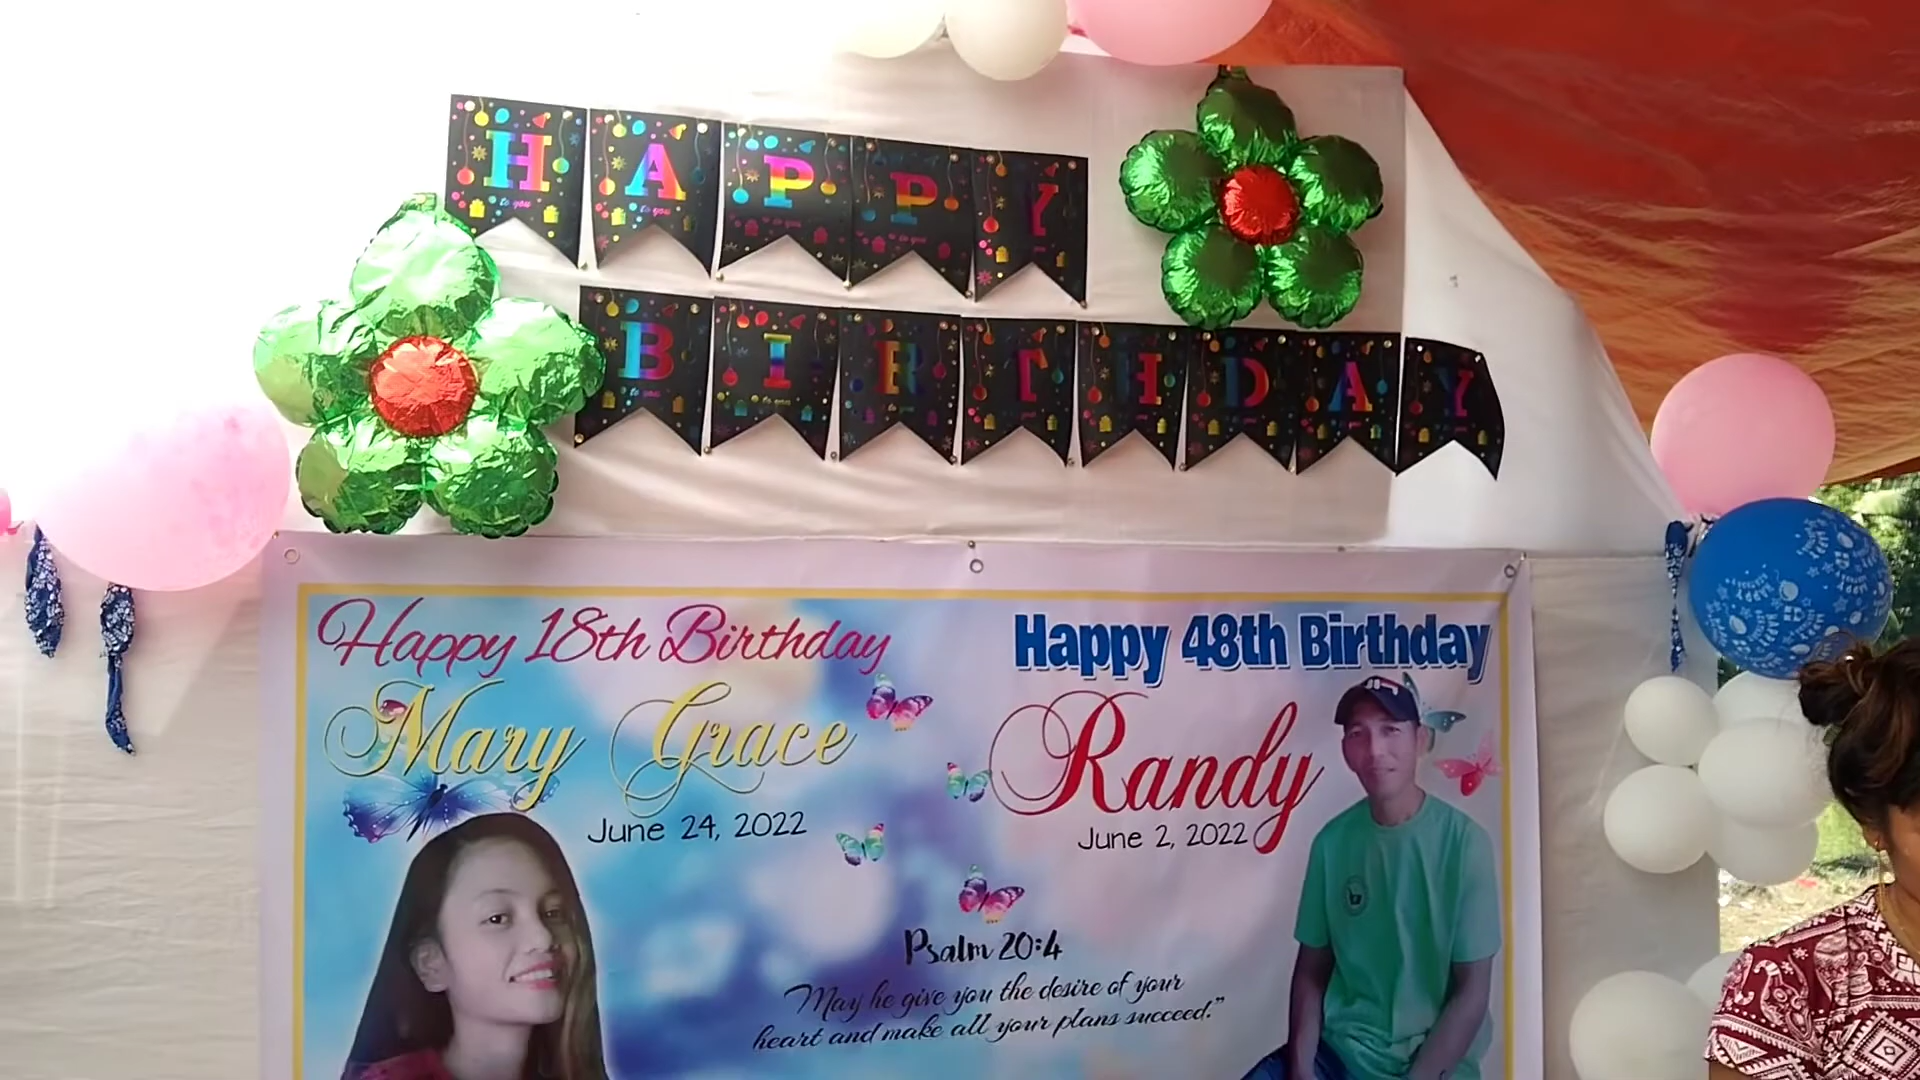 HAPPY
BIRTHDAY
Happy 18th Birthday
Mary Grace
June 24, 2022
Happy 48th Birthday
Randy
June 2, 2022
Psalm 20:4
"May he give you the desire of your
heart and make all your plans succeed."